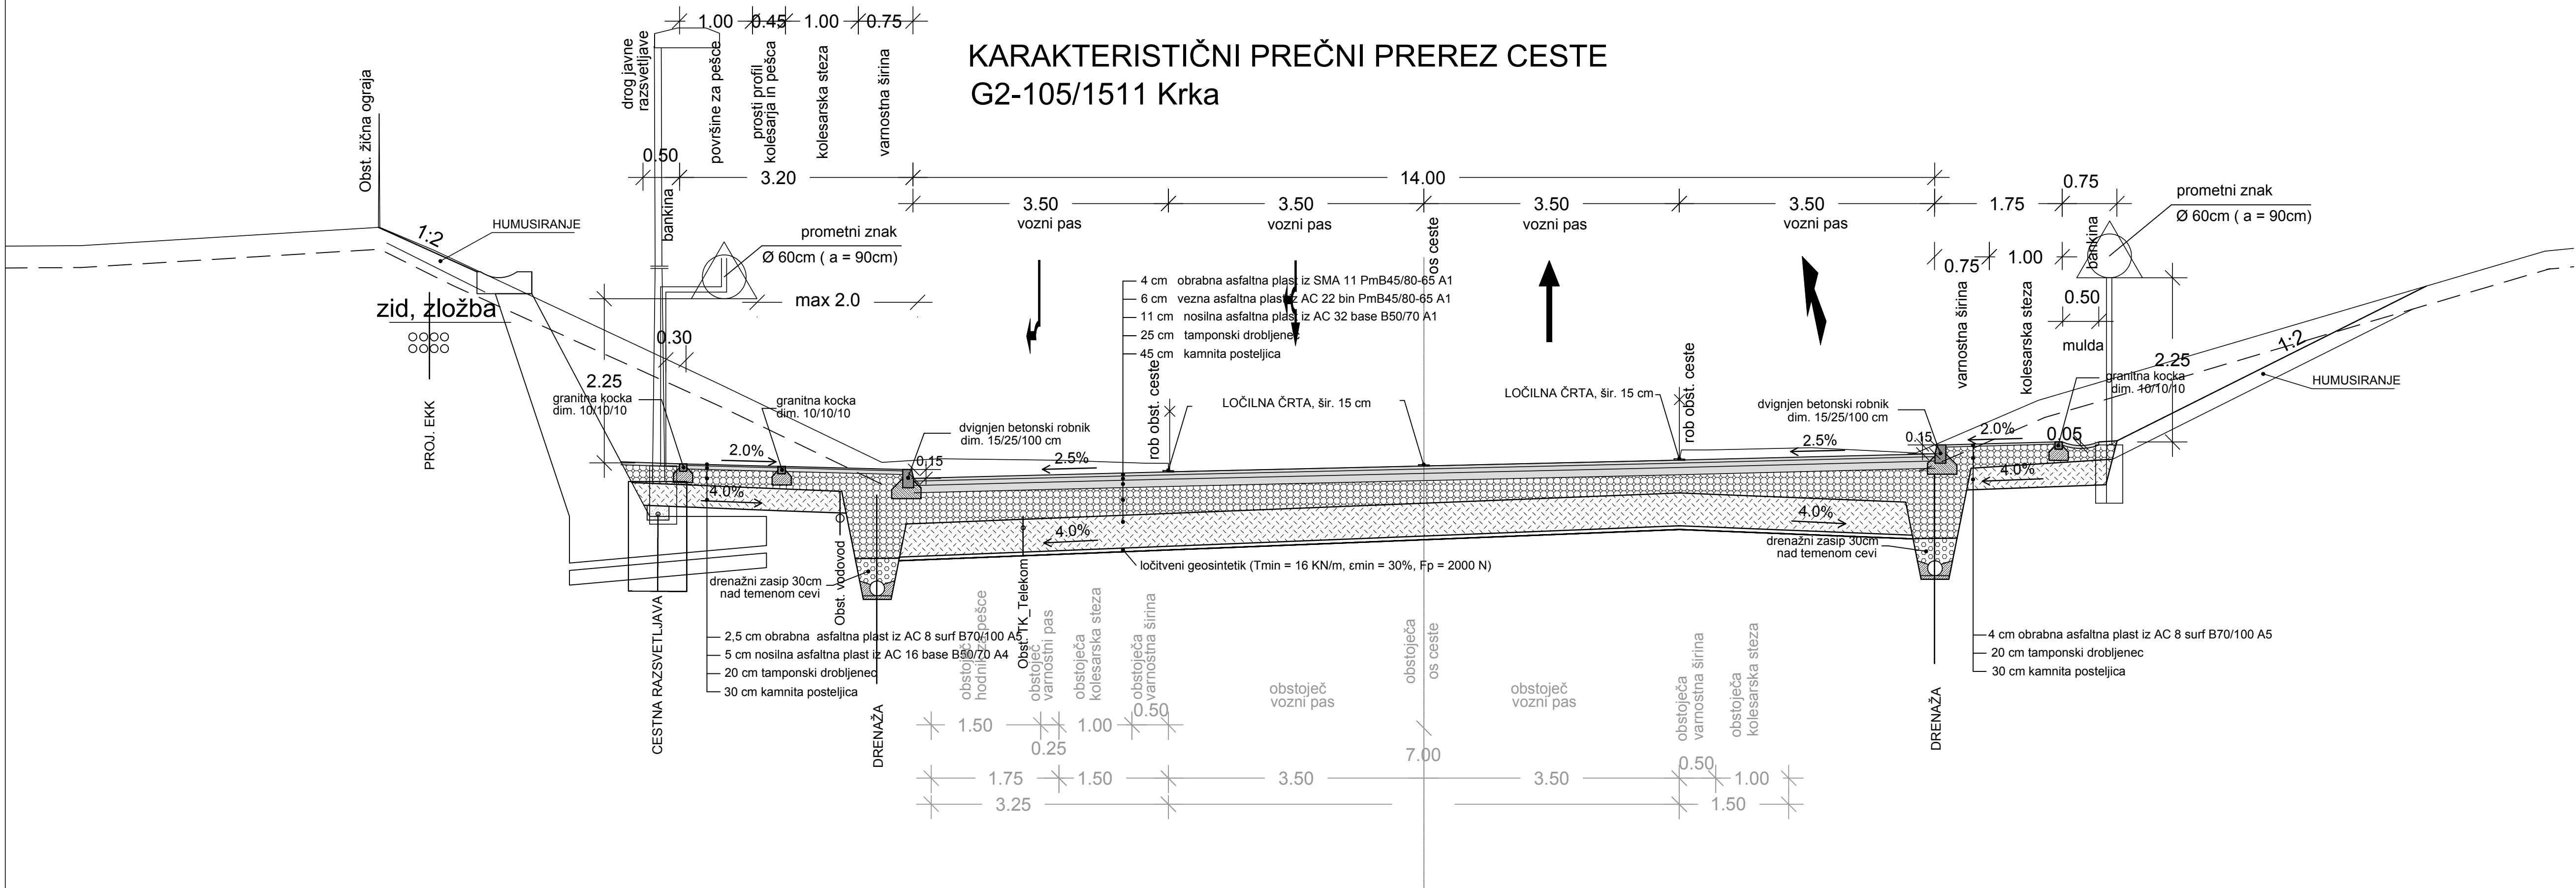 KARAKTERISTIČNI PREČNI PREREZ CESTE
G2-105/1511 Krka
1.00
0.45
1.00
0.75
drog javne
razsvetljave
površine za pešce
prosti profil
kolesarja in pešca
kolesarska steza
varnostna širina
Obst. žična ograja
0.50
3.20
14.00
bankina
3.50
vozni pas
3.50
vozni pas
3.50
vozni pas
3.50
vozni pas
os ceste
1.75
0.75
bankina
prometni znak
Ø 60cm ( a = 90cm)
1:2
HUMUSIRANJE
prometni znak
Ø 60cm ( a = 90cm)
max 2.0
0.75
1.00
varnostna širina
kolesarska steza
0.50
mulda
2.25
1:2
HUMUSIRANJE
zid, zložba
PROJ. EKK
0.30
2.25
4 cm obrabna asfaltna plast iz SMA 11 PmB45/80-65 A1
6 cm vezna asfaltna plast iz AC 22 bin PmB45/80-65 A1
11 cm nosilna asfaltna plast iz AC 32 base B50/70 A1
25 cm tamponski drobljenec
45 cm kamnita posteljica
granitna kocka
dim. 10/10/10
granitna kocka
dim. 10/10/10
dvignjen betonski robnik
dim. 15/25/100 cm
rob obst. ceste
LOČILNA ČRTA, šir. 15 cm
LOČILNA ČRTA, šir. 15 cm
rob obst. ceste
dvignjen betonski robnik
dim. 15/25/100 cm
granitna kocka
dim. 10/10/10
2.0%
0.15
2.5%
2.5%
0.15
2.0%
0.05
4.0%
4.0%
4.0%
4.0%
drenažni zasip 30cm
nad temenom cevi
drenažni zasip 30cm
nad temenom cevi
ločitveni geosintetik (Tmin = 16 KN/m, εmin = 30%, Fp = 2000 N)
CESTNA RAZSVETLJAVA
Obst. vodovod
DRENAŽA
Obst. TK_Telekom
DRENAŽA
2,5 cm obrabna asfaltna plast iz AC 8 surf B70/100 A5
5 cm nosilna asfaltna plast iz AC 16 base B50/70 A4
20 cm tamponski drobljenec
30 cm kamnita posteljica
4 cm obrabna asfaltna plast iz AC 8 surf B70/100 A5
20 cm tamponski drobljenec
30 cm kamnita posteljica
obstoječ
hodnik za pešce
obstoječ
varnostni pas
obstoječa
kolesarska steza
obstoječa
varnostna širina
obstoječ
vozni pas
obstoječa
os ceste
obstoječ
vozni pas
obstoječa
varnostna širina
obstoječa
kolesarska steza
1.50
0.25
1.00
0.50
7.00
0.50
1.00
1.75
1.50
3.50
3.50
3.25
1.50